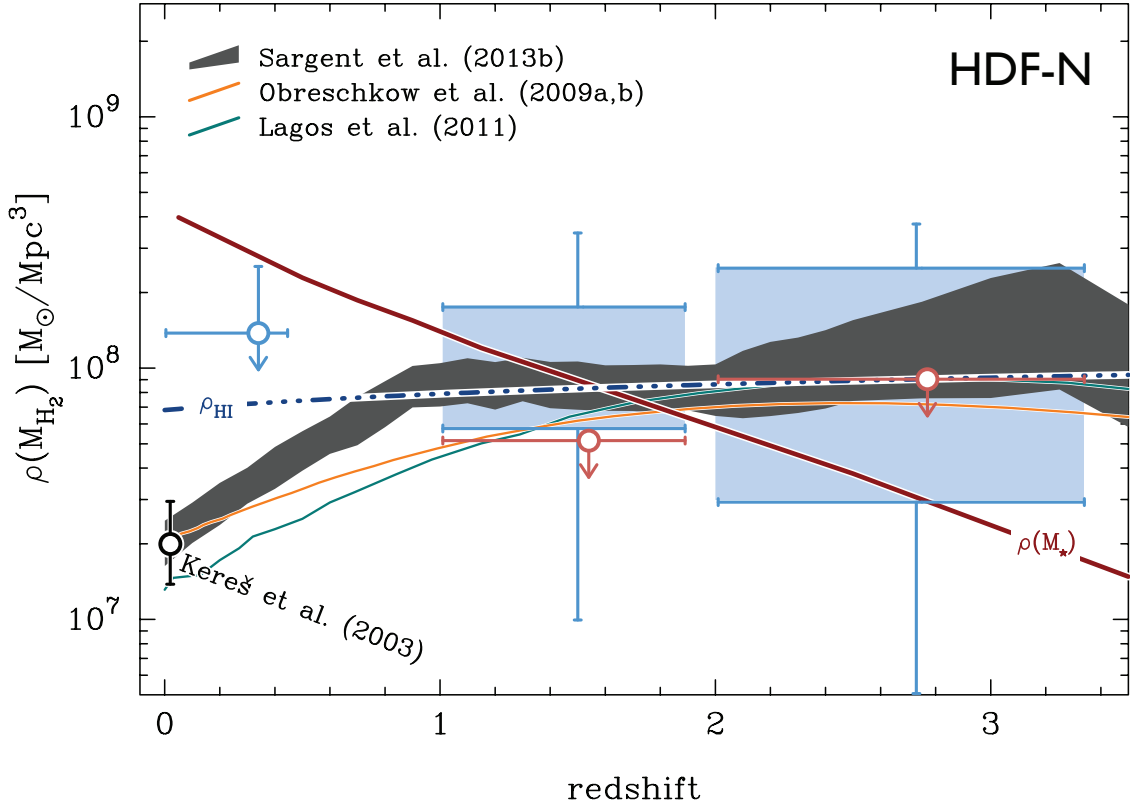 Sargent et al. (2013b)
Obreschkow et al. (2009a,b)
Lagos et al. (2011)
HDF-N
10⁹
10⁸
10⁷
ρ(M_H₂) [M⊙/Mpc³]
ρHI
Kereš et al. (2003)
ρ(M⋆)
0 1 2 3
redshift